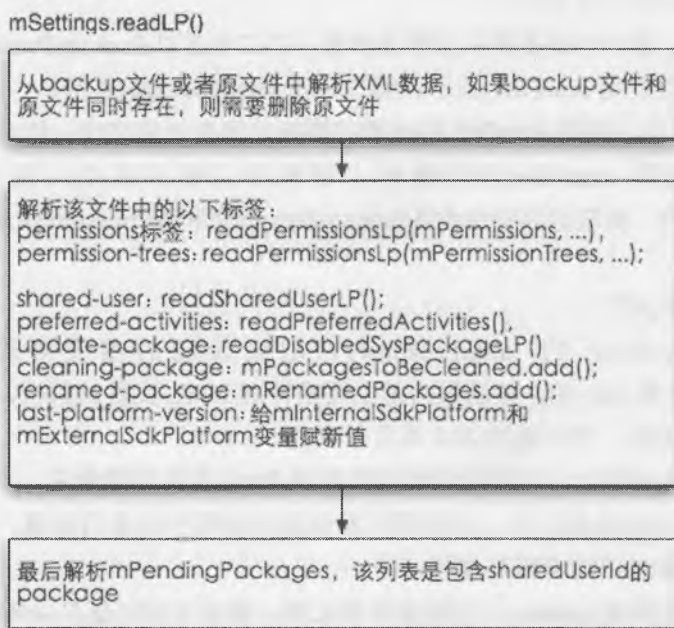 mSettings.readLP()
从backup文件或者原文件中解析XML数据，如果backup文件和
原文件同时存在，则需要删除原文件
解析该文件中的以下标签：
permissions标签：readPermissionsLp(mPermissions, ...),
permission-trees：readPermissionsLp(mPermissionTrees, ...);
shared-user：readSharedUserLP();
preferred-activities：readPreferredActivities(),
update-package：readDisabledSysPackageLP()
cleaning-package：mPackagesToBeCleaned.add();
renamed-package：mRenamedPackages.add();
last-platform-version：给mInternalSdkPlatform和
mExternalSdkPlatform变量赋新值
最后解析mPendingPackages，该列表是包含sharedUserId的
package